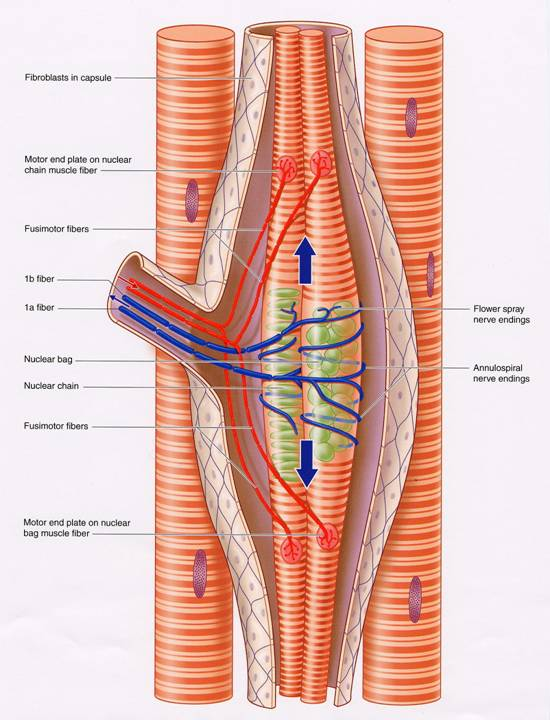 Fibroblasts in capsule
Motor end plate on nuclear
chain muscle fiber
Fusimotor fibers
1b fiber
1a fiber
Flower spray
nerve endings
Nuclear bag
Annulospiral
nerve endings
Nuclear chain
Fusimotor fibers
Motor end plate on nuclear
bag muscle fiber